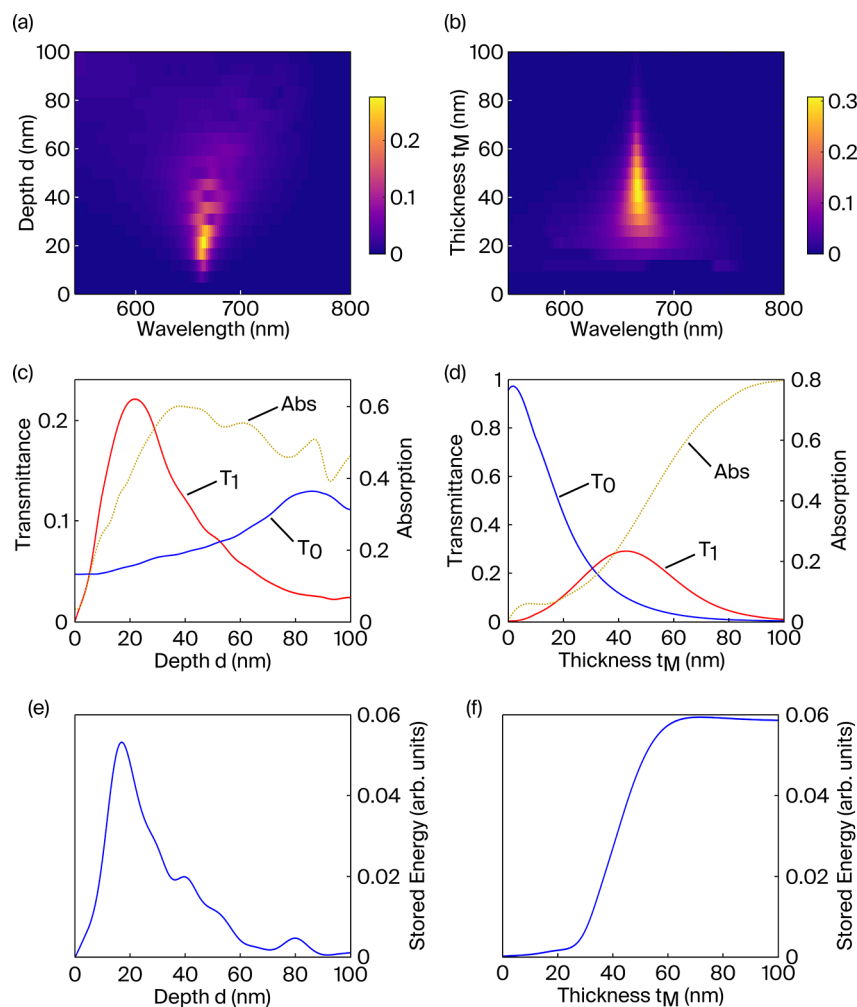 (a)
100
80
60
40
20
0
Depth d (nm)
600
700
800
Wavelength (nm)
0.2
0.1
0
(b)
100
80
60
40
20
0
Thickness tM (nm)
600
700
800
Wavelength (nm)
0.3
0.2
0.1
0
(c)
0.2
0.1
0
Transmittance
Abs
T1
T0
0.6
0.4
0.2
0
Absorption
0
20
40
60
80
100
Depth d (nm)
(d)
1
0.8
0.6
0.4
0.2
0
Transmittance
T0
Abs
T1
0.8
0.6
0.4
0.2
0
Absorption
0
20
40
60
80
100
Thickness tM (nm)
(e)
0.06
0.04
0.02
0
Stored Energy (arb. units)
0
20
40
60
80
100
Depth d (nm)
(f)
0.06
0.04
0.02
0
Stored Energy (arb. units)
0
20
40
60
80
100
Thickness tM (nm)